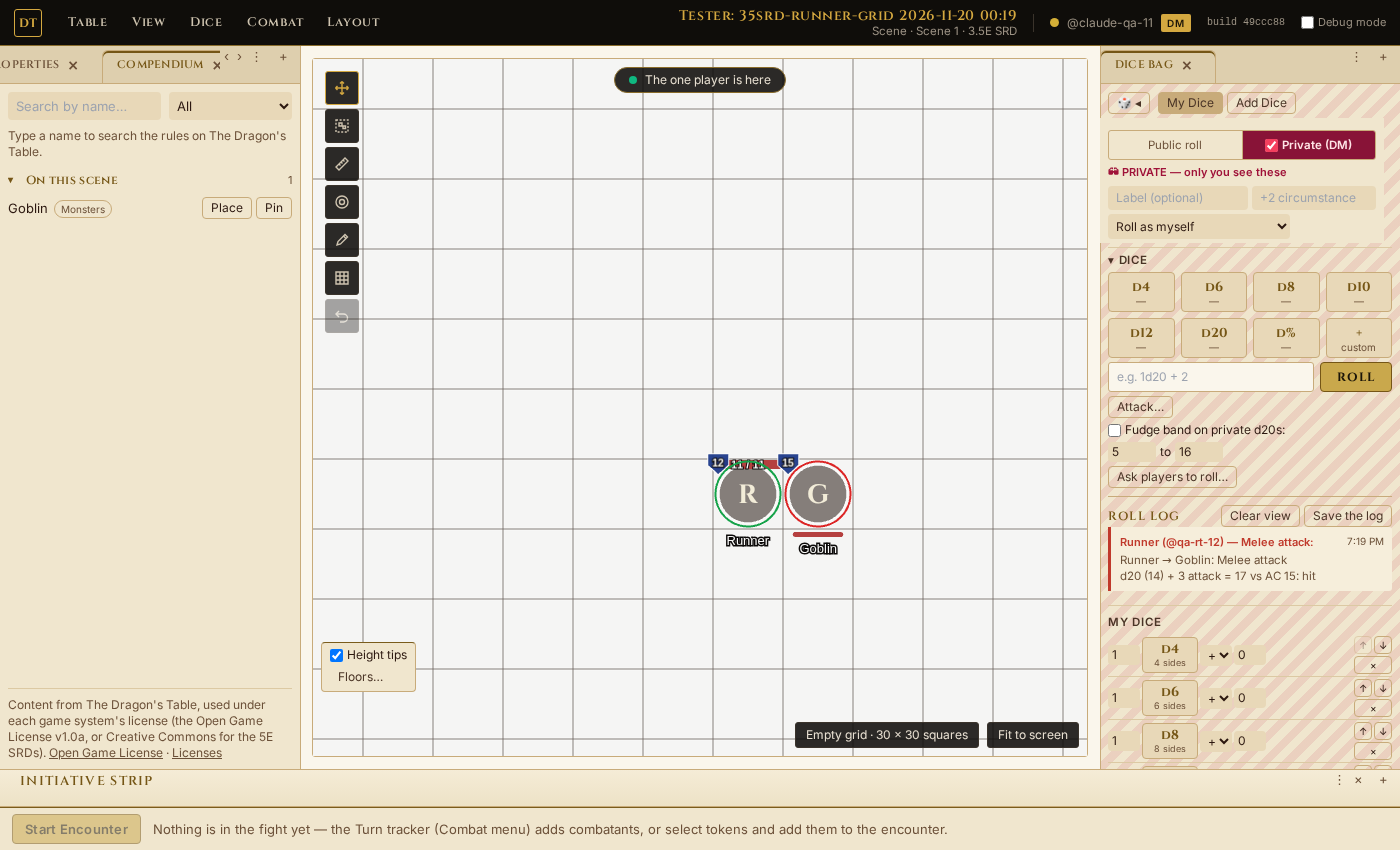 DT
TABLE
VIEW
DICE
COMBAT
LAYOUT
TESTER: 35SRD-RUNNER-GRID 2026-11-20 00:19
Scene · Scene 1 · 3.5E SRD
@claude-qa-11 DM
build 49ccc88
Debug mode
OPERTIES ×
COMPENDIUM ×
Search by name...
All
Type a name to search the rules on The Dragon's
Table.
ON THIS SCENE 1
Goblin Monsters Place Pin
Content from The Dragon's Table, used under
each game system's license (the Open Game
License v1.0a, or Creative Commons for the 5E
SRDs). Open Game License · Licenses
The one player is here
12
15
R
G
Runner
Goblin
Height tips
Floors...
Empty grid · 30 × 30 squares
Fit to screen
DICE BAG ×
My Dice
Add Dice
Public roll
Private (DM)
PRIVATE — only you see these
Label (optional)
+2 circumstance
Roll as myself
DICE
D4 D6 D8 D10
— — — —
D12 D20 D% +
— — — custom
e.g. 1d20 + 2
ROLL
Attack...
Fudge band on private d20s:
5 to 16
Ask players to roll...
ROLL LOG
Clear view
Save the log
Runner (@qa-rt-12) — Melee attack: 7:19 PM
Runner → Goblin: Melee attack
d20 (14) + 3 attack = 17 vs AC 15: hit
MY DICE
1 D4 + 0
4 sides
1 D6 + 0
6 sides
1 D8 + 0
8 sides
INITIATIVE STRIP
Start Encounter
Nothing is in the fight yet — the Turn tracker (Combat menu) adds combatants, or select tokens and add them to the encounter.